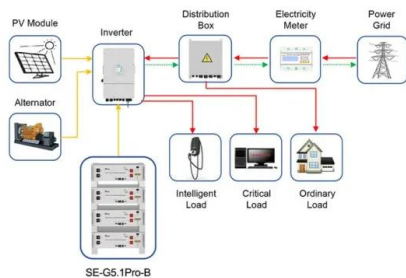 PV Module
Inverter
Distribution
Box
Electricity
Meter
Power
Grid
Alternator
Intelligent
Load
Critical
Load
Ordinary
Load
SE-G5.1Pro-B